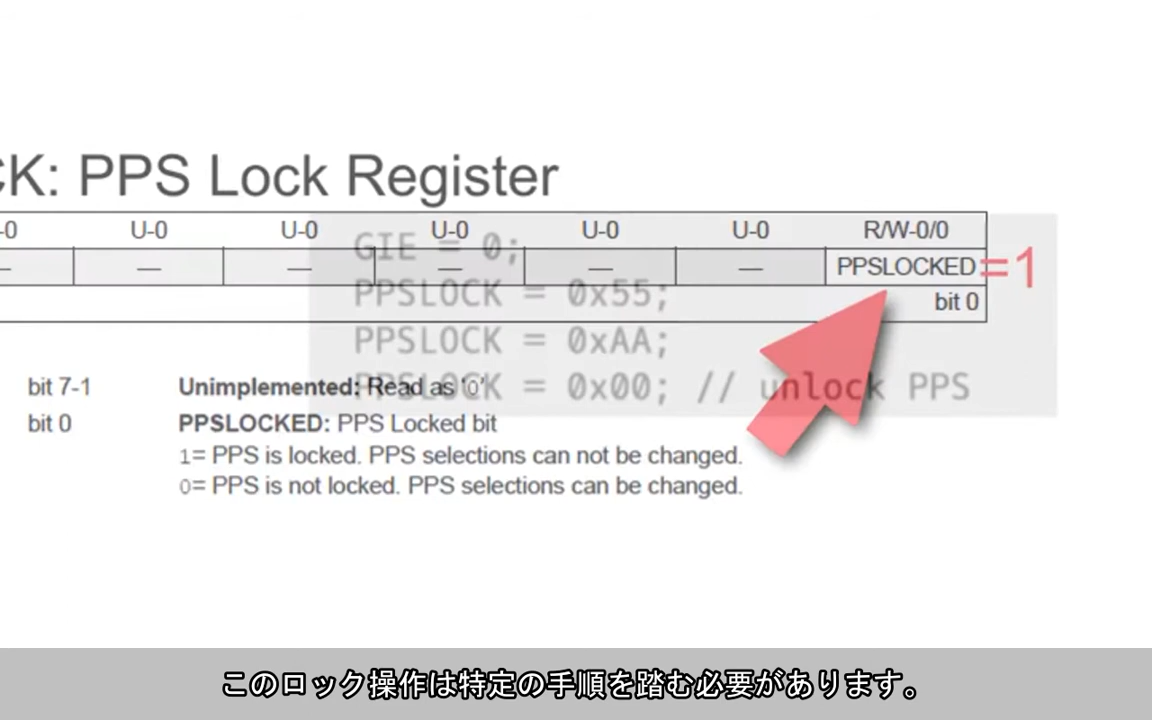 CK: PPS Lock Register
-0 U-0 U-0 U-0 U-0 U-0 R/W-0/0
— — — — — — PPSLOCKED =1
bit 0
GIE = 0;
PPSLOCK = 0x55;
PPSLOCK = 0xAA;
PPSLOCK = 0x00; // unlock PPS
bit 7-1 Unimplemented: Read as '0'
bit 0 PPSLOCKED: PPS Locked bit
1= PPS is locked. PPS selections can not be changed.
0= PPS is not locked. PPS selections can be changed.
このロック操作は特定の手順を踏む必要があります。